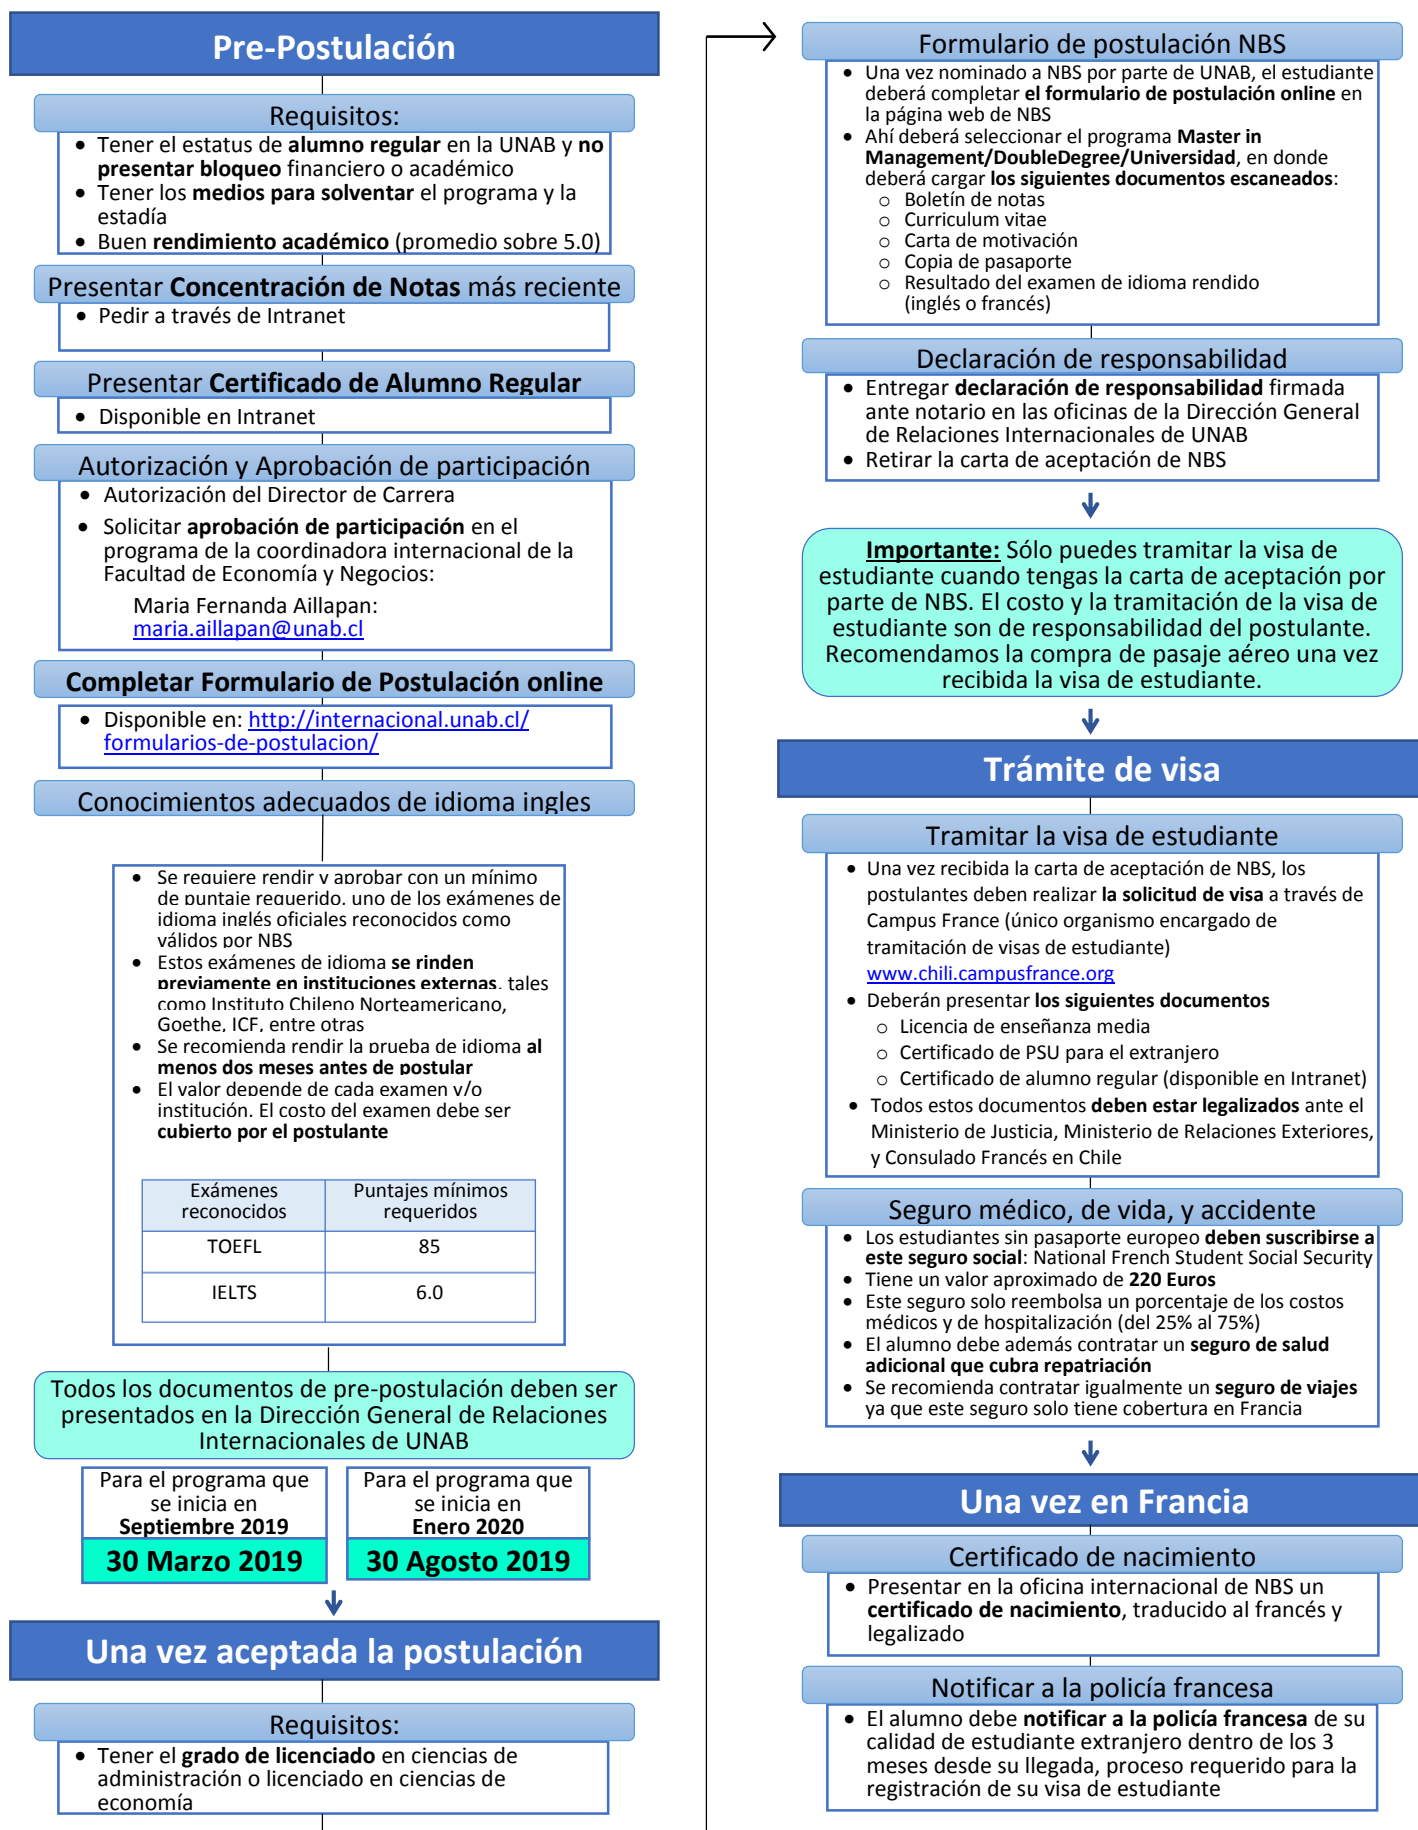 Pre-Postulación
Requisitos:
• Tener el estatus de alumno regular en la UNAB y no
presentar bloqueo financiero o académico
• Tener los medios para solventar el programa y la
estadía
• Buen rendimiento académico (promedio sobre 5.0)
Presentar Concentración de Notas más reciente
• Pedir a través de Intranet
Presentar Certificado de Alumno Regular
• Disponible en Intranet
Autorización y Aprobación de participación
• Autorización del Director de Carrera
• Solicitar aprobación de participación en el
programa de la coordinadora internacional de la
Facultad de Economía y Negocios:
Maria Fernanda Aillapan:
maria.aillapan@unab.cl
Completar Formulario de Postulación online
• Disponible en: http://internacional.unab.cl/
formularios-de-postulacion/
Conocimientos adecuados de idioma ingles
• Se requiere rendir y aprobar con un mínimo
de puntaje requerido, uno de los exámenes de
idioma inglés oficiales reconocidos como
válidos por NBS
• Estos exámenes de idioma se rinden
previamente en instituciones externas, tales
como Instituto Chileno Norteamericano,
Goethe, ICF, entre otras
• Se recomienda rendir la prueba de idioma al
menos dos meses antes de postular
• El valor depende de cada examen y/o
institución. El costo del examen debe ser
cubierto por el postulante
Exámenes
reconocidos
Puntajes mínimos
requeridos
TOEFL 85
IELTS 6.0
Todos los documentos de pre-postulación deben ser
presentados en la Dirección General de Relaciones
Internacionales de UNAB
Para el programa que
se inicia en
Septiembre 2019
30 Marzo 2019
Para el programa que
se inicia en
Enero 2020
30 Agosto 2019
Una vez aceptada la postulación
Requisitos:
• Tener el grado de licenciado en ciencias de
administración o licenciado en ciencias de
economía
Formulario de postulación NBS
• Una vez nominado a NBS por parte de UNAB, el estudiante
deberá completar el formulario de postulación online en
la página web de NBS
• Ahí deberá seleccionar el programa Master in
Management/DoubleDegree/Universidad, en donde
deberá cargar los siguientes documentos escaneados:
○ Boletín de notas
○ Curriculum vitae
○ Carta de motivación
○ Copia de pasaporte
○ Resultado del examen de idioma rendido
(inglés o francés)
Declaración de responsabilidad
• Entregar declaración de responsabilidad firmada
ante notario en las oficinas de la Dirección General
de Relaciones Internacionales de UNAB
• Retirar la carta de aceptación de NBS
Importante: Sólo puedes tramitar la visa de
estudiante cuando tengas la carta de aceptación por
parte de NBS. El costo y la tramitación de la visa de
estudiante son de responsabilidad del postulante.
Recomendamos la compra de pasaje aéreo una vez
recibida la visa de estudiante.
Trámite de visa
Tramitar la visa de estudiante
• Una vez recibida la carta de aceptación de NBS, los
postulantes deben realizar la solicitud de visa a través de
Campus France (único organismo encargado de
tramitación de visas de estudiante)
www.chili.campusfrance.org
• Deberán presentar los siguientes documentos
○ Licencia de enseñanza media
○ Certificado de PSU para el extranjero
○ Certificado de alumno regular (disponible en Intranet)
• Todos estos documentos deben estar legalizados ante el
Ministerio de Justicia, Ministerio de Relaciones Exteriores,
y Consulado Francés en Chile
Seguro médico, de vida, y accidente
• Los estudiantes sin pasaporte europeo deben suscribirse a
este seguro social: National French Student Social Security
• Tiene un valor aproximado de 220 Euros
• Este seguro solo reembolsa un porcentaje de los costos
médicos y de hospitalización (del 25% al 75%)
• El alumno debe además contratar un seguro de salud
adicional que cubra repatriación
• Se recomienda contratar igualmente un seguro de viajes
ya que este seguro solo tiene cobertura en Francia
Una vez en Francia
Certificado de nacimiento
• Presentar en la oficina internacional de NBS un
certificado de nacimiento, traducido al francés y
legalizado
Notificar a la policía francesa
• El alumno debe notificar a la policía francesa de su
calidad de estudiante extranjero dentro de los 3
meses desde su llegada, proceso requerido para la
registración de su visa de estudiante